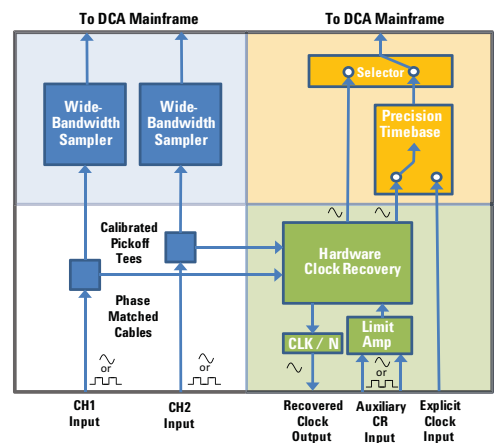 To DCA Mainframe
To DCA Mainframe
Selector
Wide-
Bandwidth
Sampler
Wide-
Bandwidth
Sampler
Precision
Timebase
Calibrated
Pickoff
Tees
Hardware
Clock Recovery
Phase
Matched
Cables
CLK / N
Limit
Amp
or
or
or
CH1
Input
CH2
Input
Recovered
Clock
Output
Auxiliary
CR
Input
Explicit
Clock
Input